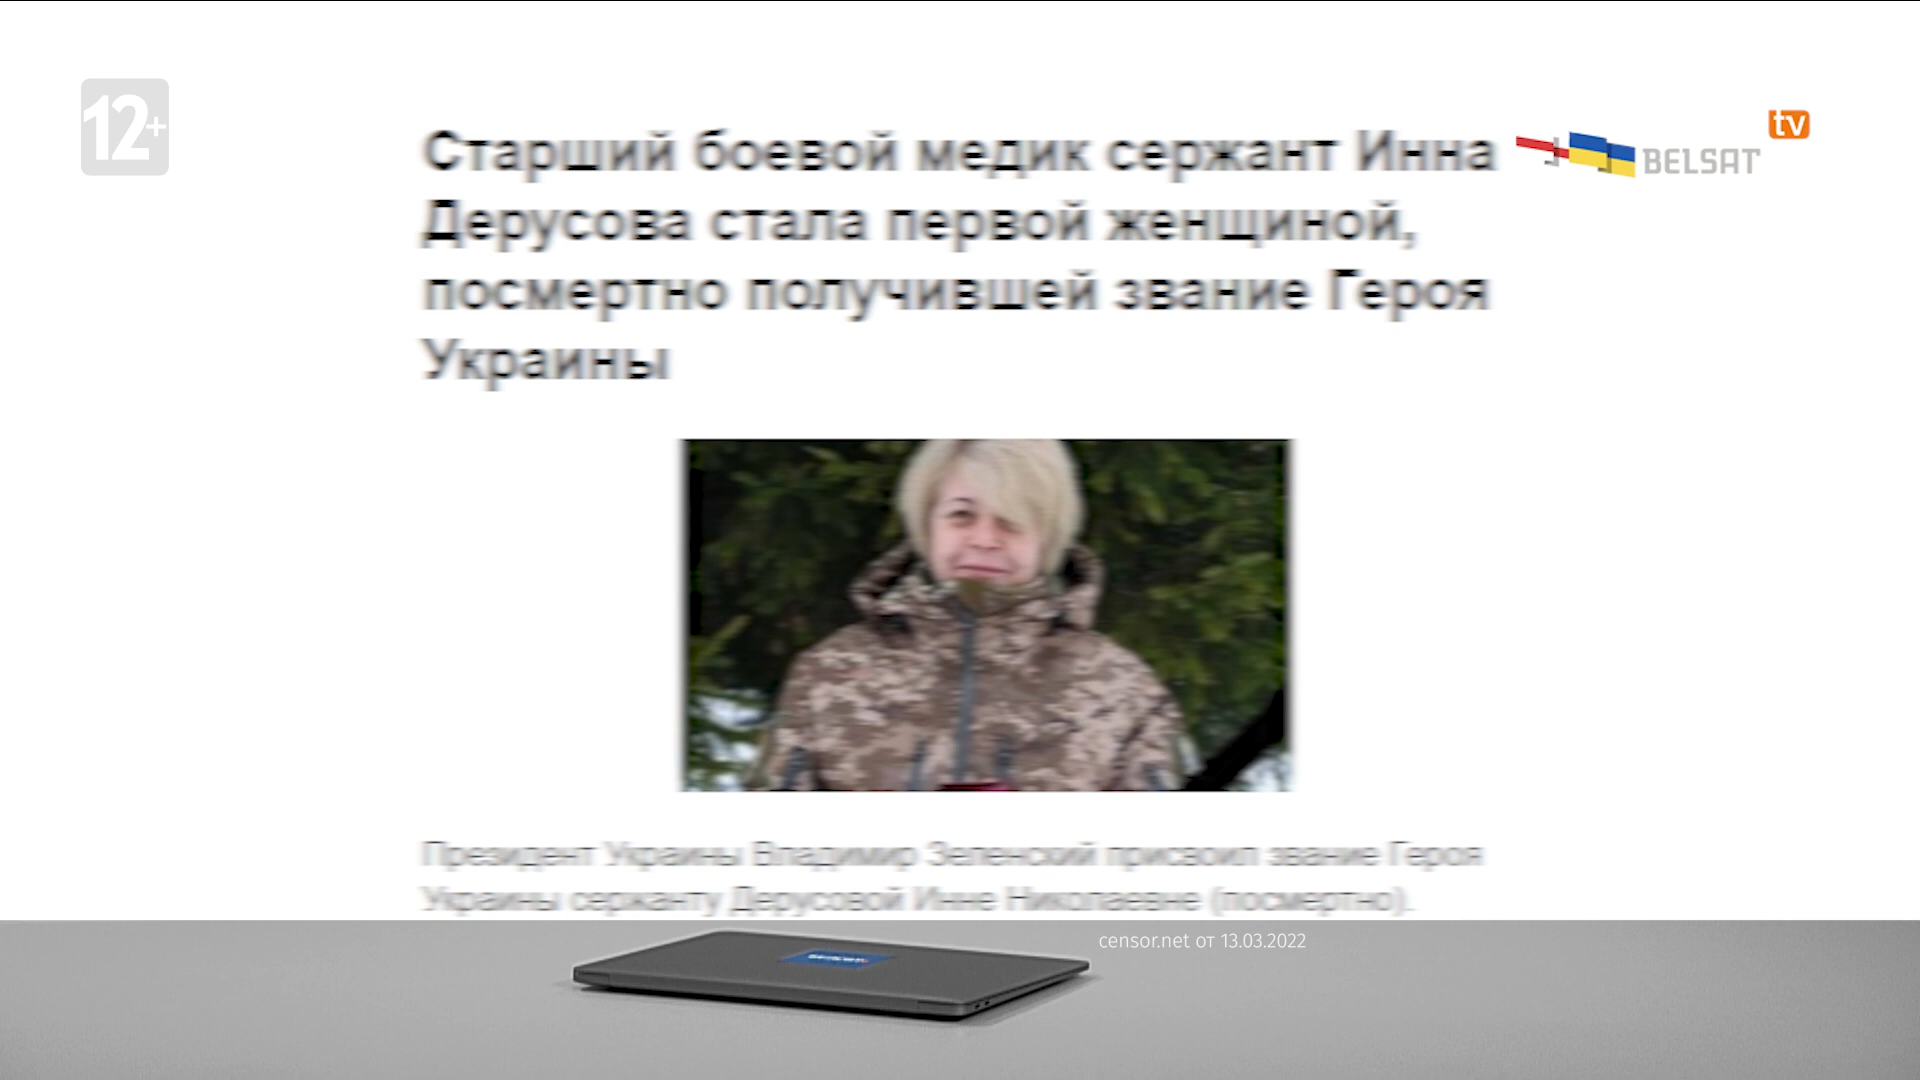 12+
Старший боевой медик сержант Инна
Дерусова стала первой женщиной,
посмертно получившей звание Героя
Украины
tv
BELSAT
Президент Украины Владимир Зеленский присвоил звание Героя
Украины сержанту Дерусовой Инне Николаевне (посмертно).
censor.net от 13.03.2022